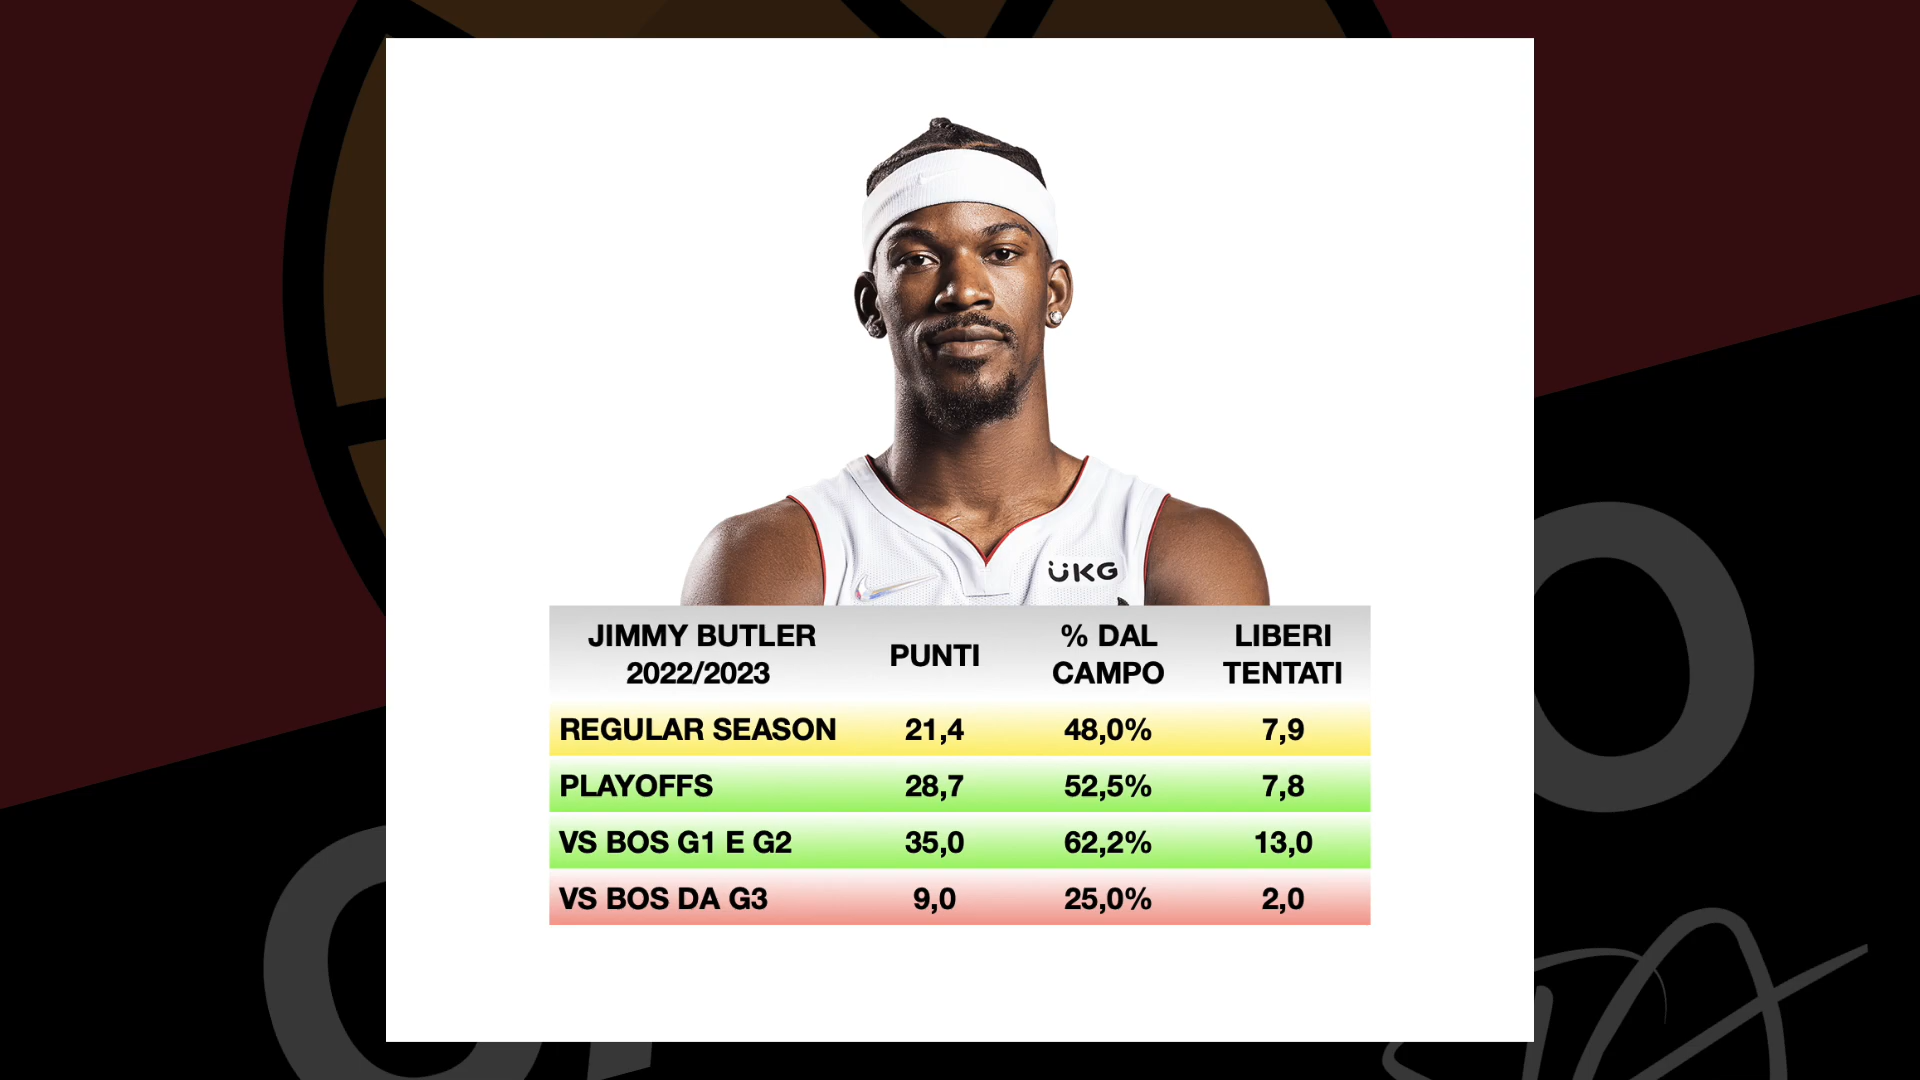 UKG
JIMMY BUTLER
2022/2023
PUNTI
% DAL
CAMPO
LIBERI
TENTATI
REGULAR SEASON 21,4 48,0% 7,9
PLAYOFFS 28,7 52,5% 7,8
VS BOS G1 E G2 35,0 62,2% 13,0
VS BOS DA G3 9,0 25,0% 2,0